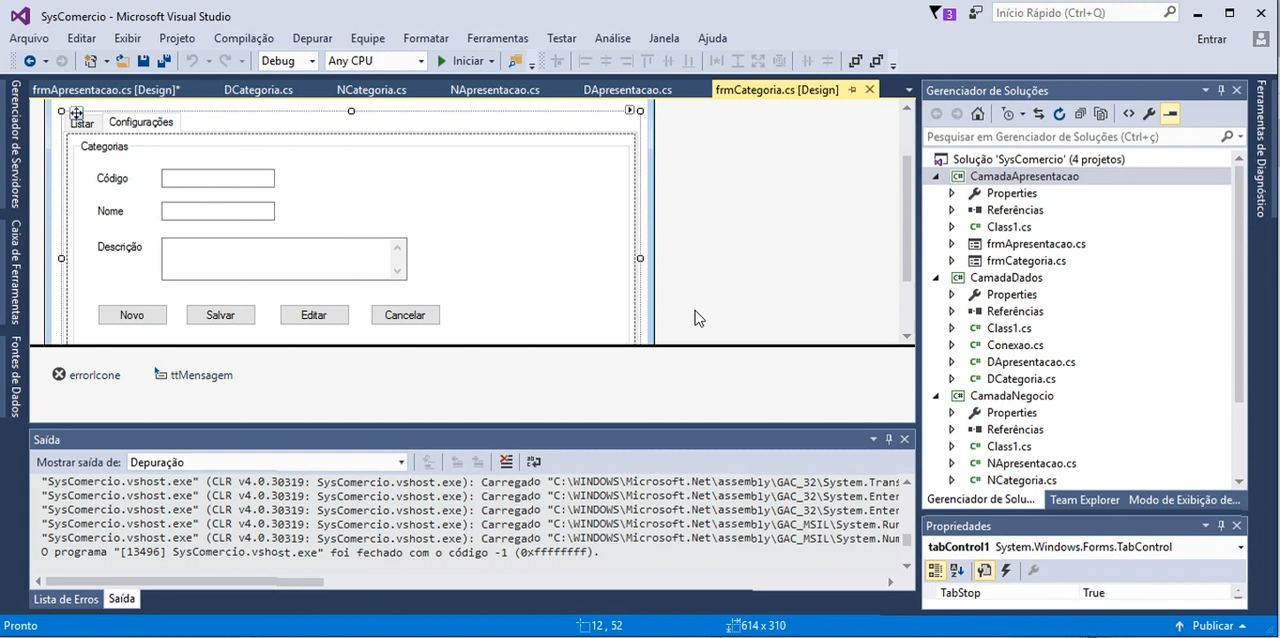 SysComercio - Microsoft Visual Studio
3
Início Rápido (Ctrl+Q)
Arquivo Editar Exibir Projeto Compilação Depurar Equipe Formatar Ferramentas Testar Análise Janela Ajuda
Entrar
Debug Any CPU Iniciar
frmApresentacao.cs [Design]* DCategoria.cs NCategoria.cs NApresentacao.cs DApresentacao.cs frmCategoria.cs [Design]
Gerenciador de Servidores
Caixa de Ferramentas
Fontes de Dados
Listar Configurações
Categorias
Código
Nome
Descrição
Novo Salvar Editar Cancelar
errorIcone ttMensagem
Saída
Mostrar saída de: Depuração
"SysComercio.vshost.exe" (CLR v4.0.30319: SysComercio.vshost.exe): Carregado "C:\WINDOWS\Microsoft.Net\assembly\GAC_32\System.Trans
"SysComercio.vshost.exe" (CLR v4.0.30319: SysComercio.vshost.exe): Carregado "C:\WINDOWS\Microsoft.Net\assembly\GAC_32\System.Enter
"SysComercio.vshost.exe" (CLR v4.0.30319: SysComercio.vshost.exe): Carregado "C:\WINDOWS\Microsoft.Net\assembly\GAC_32\System.Enter
"SysComercio.vshost.exe" (CLR v4.0.30319: SysComercio.vshost.exe): Carregado "C:\WINDOWS\Microsoft.Net\assembly\GAC_MSIL\System.Run
"SysComercio.vshost.exe" (CLR v4.0.30319: SysComercio.vshost.exe): Carregado "C:\WINDOWS\Microsoft.Net\assembly\GAC_MSIL\System.Num
O programa "[13496] SysComercio.vshost.exe" foi fechado com o código -1 (0xffffffff).
Lista de Erros Saída
Gerenciador de Soluções
Pesquisar em Gerenciador de Soluções (Ctrl+ç)
Solução 'SysComercio' (4 projetos)
CamadaApresentacao
Properties
Referências
Class1.cs
frmApresentacao.cs
frmCategoria.cs
CamadaDados
Properties
Referências
Class1.cs
Conexao.cs
DApresentacao.cs
DCategoria.cs
CamadaNegocio
Properties
Referências
Class1.cs
NApresentacao.cs
NCategoria.cs
Gerenciador de Solu... Team Explorer Modo de Exibição de...
Propriedades
tabControl1 System.Windows.Forms.TabControl
TabStop True
Ferramentas de Diagnóstico
Pronto 12 , 52 614 x 310 Publicar